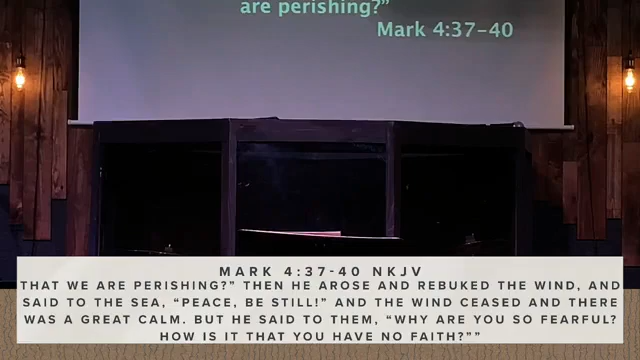 are perishing?”
Mark 4:37–40
MARK 4:37-40 NKJV
THAT WE ARE PERISHING?” THEN HE AROSE AND REBUKED THE WIND, AND
SAID TO THE SEA, “PEACE, BE STILL!” AND THE WIND CEASED AND THERE
WAS A GREAT CALM. BUT HE SAID TO THEM, “WHY ARE YOU SO FEARFUL?
HOW IS IT THAT YOU HAVE NO FAITH?””